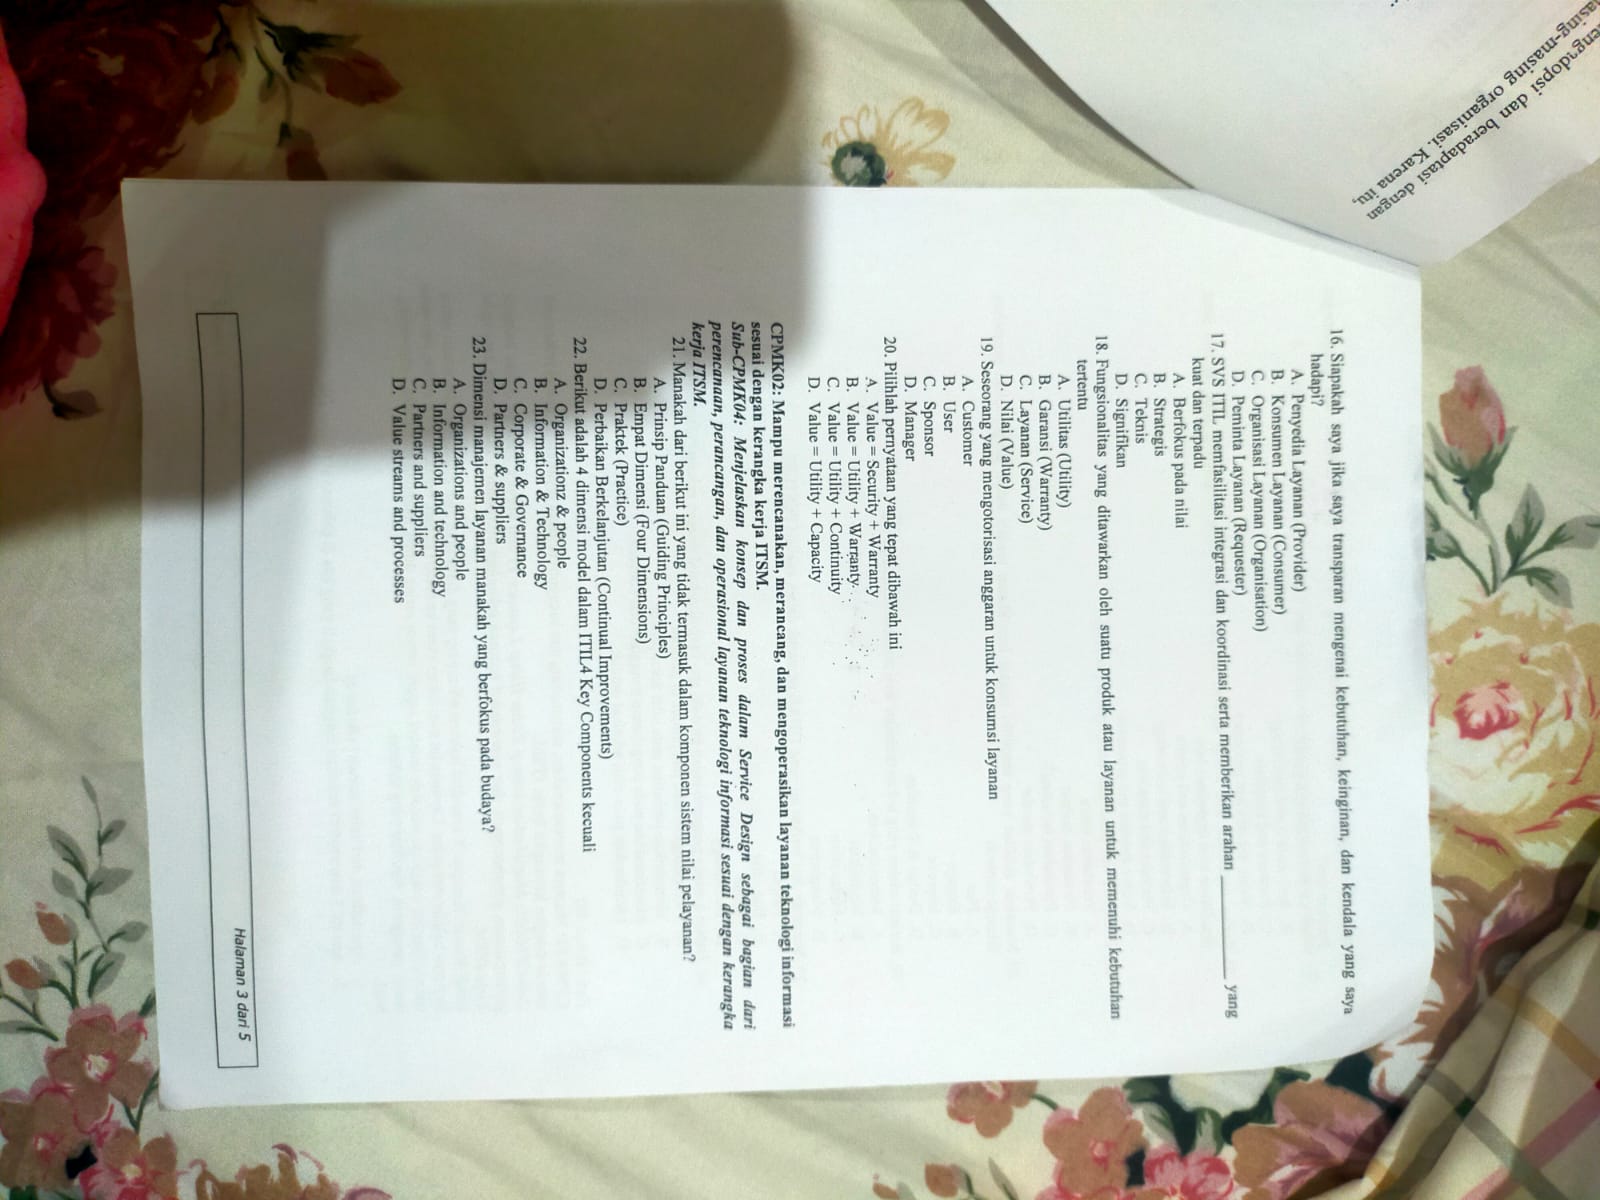 engadopsi dan beradaptasi dengan
asing-masing organisasi. Karena itu,
16. Siapakah saya jika saya transparan mengenai kebutuhan, keinginan, dan kendala yang saya
hadapi?
A. Penyedia Layanan (Provider)
B. Konsumen Layanan (Consumer)
C. Organisasi Layanan (Organisation)
D. Peminta Layanan (Requester)
17. SVS ITIL memfasilitasi integrasi dan koordinasi serta memberikan arahan ____________ yang
kuat dan terpadu
A. Berfokus pada nilai
B. Strategis
C. Teknis
D. Signifikan
18. Fungsionalitas yang ditawarkan oleh suatu produk atau layanan untuk memenuhi kebutuhan
tertentu
A. Utilitas (Utility)
B. Garansi (Warranty)
C. Layanan (Service)
D. Nilai (Value)
19. Seseorang yang mengotorisasi anggaran untuk konsumsi layanan
A. Customer
B. User
C. Sponsor
D. Manager
20. Pilihlah pernyataan yang tepat dibawah ini
A. Value = Security + Warranty
B. Value = Utility + Warranty
C. Value = Utility + Continuity
D. Value = Utility + Capacity
CPMK02: Mampu merencanakan, merancang, dan mengoperasikan layanan teknologi informasi
sesuai dengan kerangka kerja ITSM.
Sub-CPMK04: Menjelaskan konsep dan proses dalam Service Design sebagai bagian dari
perencanaan, perancangan, dan operasional layanan teknologi informasi sesuai dengan kerangka
kerja ITSM.
21. Manakah dari berikut ini yang tidak termasuk dalam komponen sistem nilai pelayanan?
A. Prinsip Panduan (Guiding Principles)
B. Empat Dimensi (Four Dimensions)
C. Praktek (Practice)
D. Perbaikan Berkelanjutan (Continual Improvements)
22. Berikut adalah 4 dimensi model dalam ITIL4 Key Components kecuali
A. Organizationz & people
B. Information & Technology
C. Corporate & Governance
D. Partners & suppliers
23. Dimensi manajemen layanan manakah yang berfokus pada budaya?
A. Organizations and people
B. Information and technology
C. Partners and suppliers
D. Value streams and processes
Halaman 3 dari 5